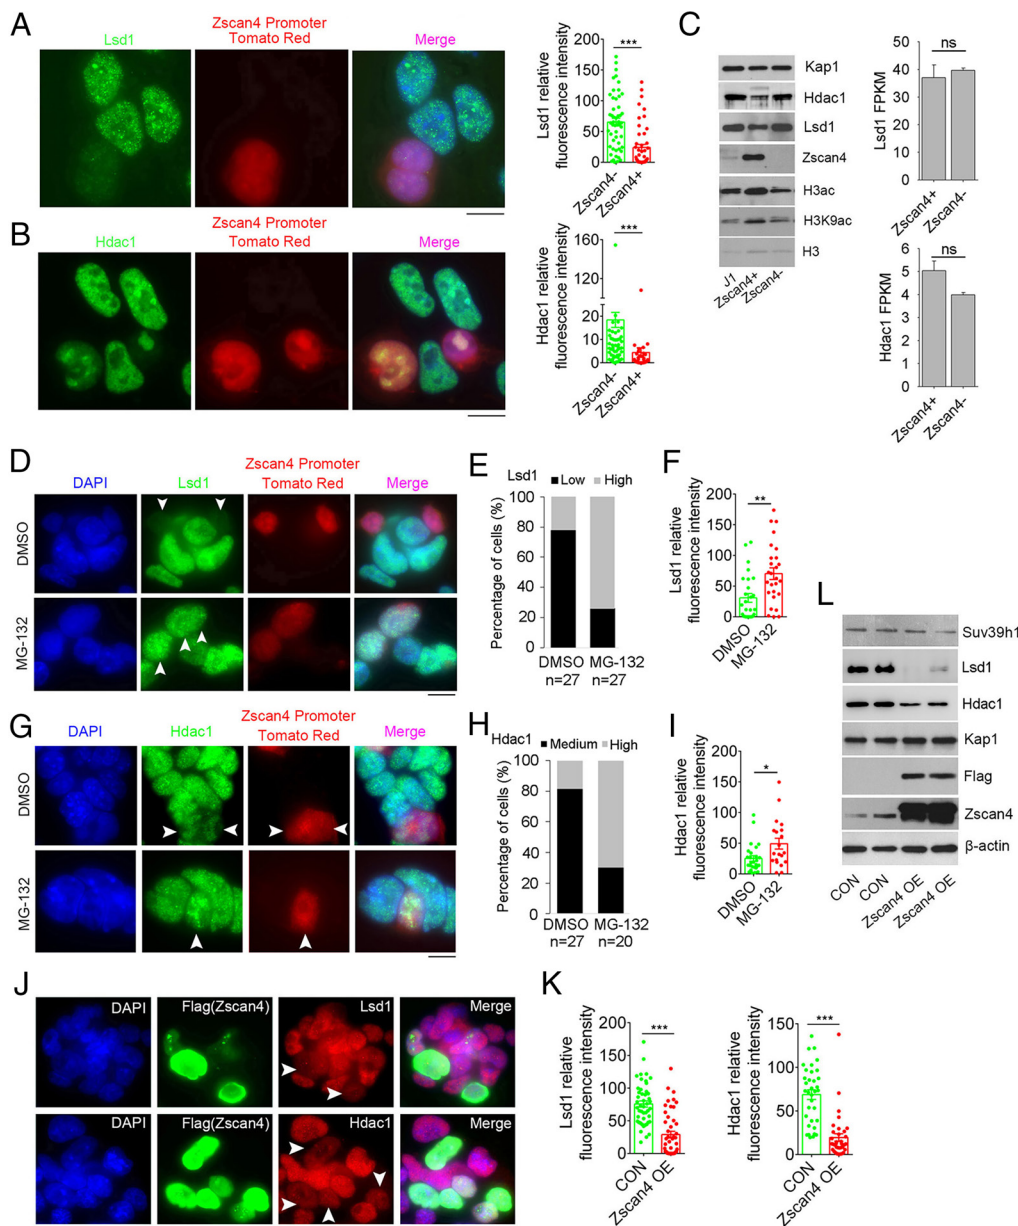 A
Zscan4 Promoter
Lsd1
Tomato Red
Merge
Lsd1 relative
fluorescence intensity
200
150
100
50
0
***
Zscan4-
Zscan4+
B
Zscan4 Promoter
Hdac1
Tomato Red
Merge
Hdac1 relative
fluorescence intensity
160
120
20
10
0
***
Zscan4-
Zscan4+
C
Kap1
Hdac1
Lsd1
Zscan4
H3ac
H3K9ac
H3
J1
Zscan4+
Zscan4-
Lsd1 FPKM
50
40
30
20
10
0
ns
Zscan4+
Zscan4-
Hdac1 FPKM
6
5
4
3
2
1
0
ns
Zscan4+
Zscan4-
D
Zscan4 Promoter
DAPI
Lsd1
Tomato Red
Merge
DMSO
MG-132
E
Lsd1
Low
High
Percentage of cells (%)
100
80
60
40
20
0
DMSO
MG-132
n=27
n=27
F
Lsd1 relative
fluorescence intensity
200
150
100
50
0
**
DMSO
MG-132
G
Zscan4 Promoter
DAPI
Hdac1
Tomato Red
Merge
DMSO
MG-132
H
Hdac1
Medium
High
Percentage of cells (%)
100
80
60
40
20
0
DMSO
MG-132
n=27
n=20
I
Hdac1 relative
fluorescence intensity
200
150
100
50
0
*
DMSO
MG-132
L
Suv39h1
Lsd1
Hdac1
Kap1
Flag
Zscan4
β-actin
CON
CON
Zscan4 OE
Zscan4 OE
J
DAPI
Flag(Zscan4)
Lsd1
Merge
DAPI
Flag(Zscan4)
Hdac1
Merge
K
Lsd1 relative
fluorescence intensity
200
150
100
50
0
***
CON
Zscan4 OE
Hdac1 relative
fluorescence intensity
150
100
50
0
***
CON
Zscan4 OE